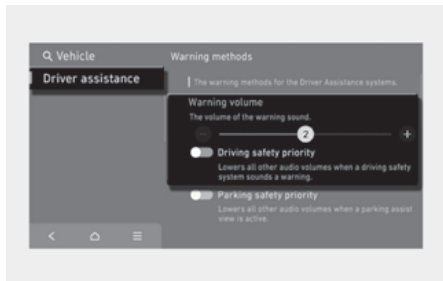 Vehicle
Warning methods
Driver assistance
The warning methods for the Driver Assistance systems.
Warning volume
The volume of the warning sound.
2
Driving safety priority
Lowers all other audio volumes when a driving safety
system sounds a warning.
Parking safety priority
Lowers all other audio volumes when a parking assist
view is active.